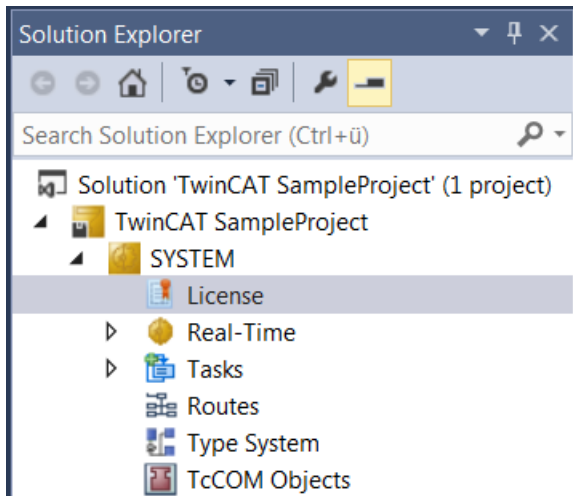 Solution Explorer
Search Solution Explorer (Ctrl+ü)
Solution 'TwinCAT SampleProject' (1 project)
TwinCAT SampleProject
SYSTEM
License
Real-Time
Tasks
Routes
Type System
TcCOM Objects